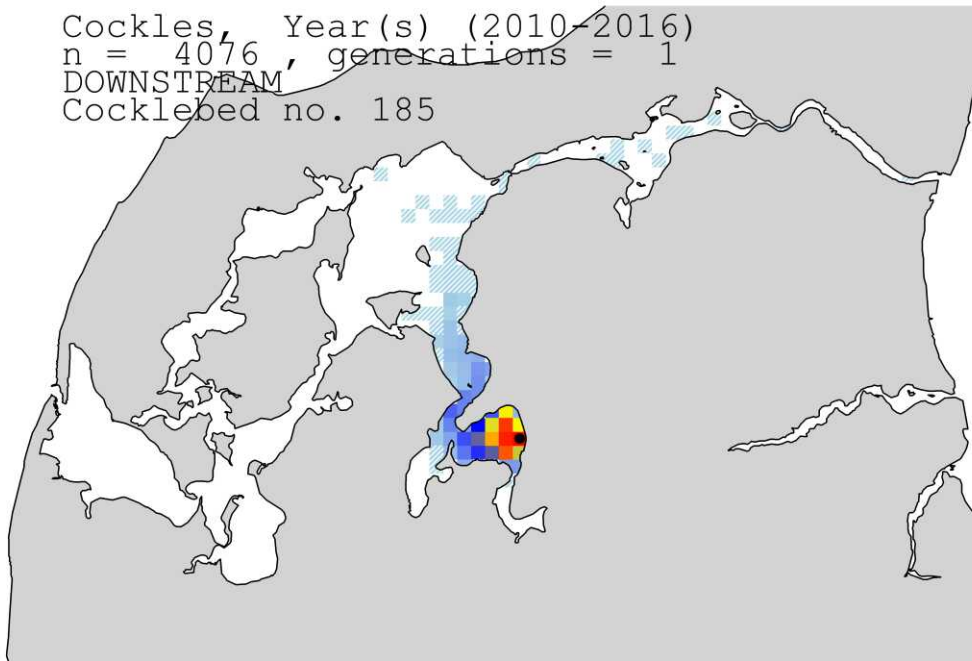 Cockles, Year(s) (2010-2016)
n = 4076 , generations = 1
DOWNSTREAM
Cocklebed no. 185